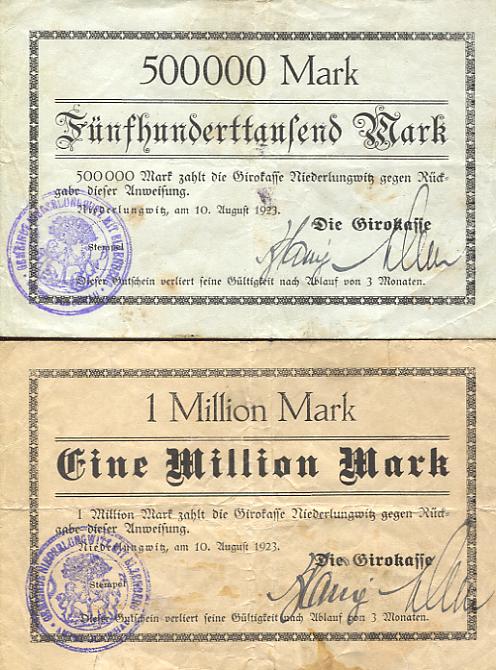 500000 Mark
Fünfhunderttausend Mark
500000 Mark zahlt die Girokasse Niederlungwitz gegen Rück-
gabe dieser Anweisung.
Niederlungwitz, am 10. August 1923.
Die Girokasse
Stempel
Dieser Gutschein verliert seine Gültigkeit nach Ablauf von 3 Monaten.
1 Million Mark
Eine Million Mark
1 Million Mark zahlt die Girokasse Niederlungwitz gegen Rück-
gabe dieser Anweisung.
Niederlungwitz, am 10. August 1923.
Die Girokasse
Stempel
Dieser Gutschein verliert seine Gültigkeit nach Ablauf von 3 Monaten.